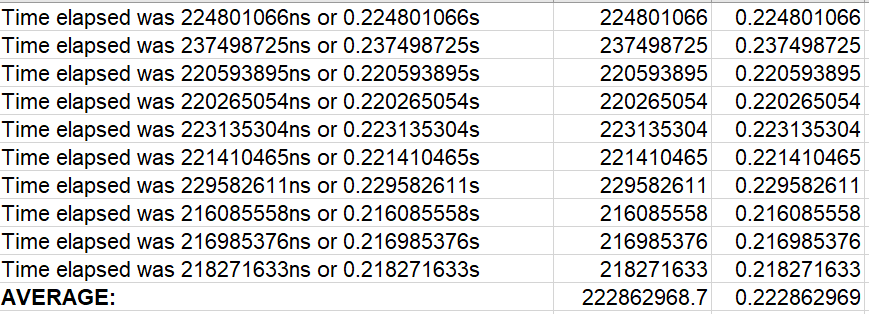 Time elapsed was 224801066ns or 0.224801066s 224801066 0.224801066
Time elapsed was 237498725ns or 0.237498725s 237498725 0.237498725
Time elapsed was 220593895ns or 0.220593895s 220593895 0.220593895
Time elapsed was 220265054ns or 0.220265054s 220265054 0.220265054
Time elapsed was 223135304ns or 0.223135304s 223135304 0.223135304
Time elapsed was 221410465ns or 0.221410465s 221410465 0.221410465
Time elapsed was 229582611ns or 0.229582611s 229582611 0.229582611
Time elapsed was 216085558ns or 0.216085558s 216085558 0.216085558
Time elapsed was 216985376ns or 0.216985376s 216985376 0.216985376
Time elapsed was 218271633ns or 0.218271633s 218271633 0.218271633
AVERAGE: 222862968.7 0.222862969